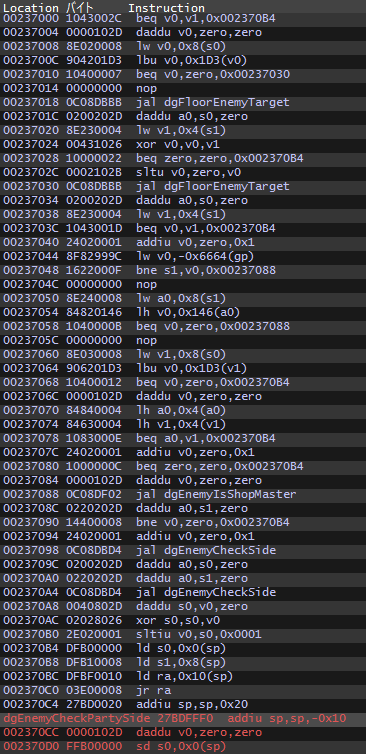 Location バイト Instruction
00237000 1043002C beq v0,v1,0x002370B4
00237004 0000102D daddu v0,zero,zero
00237008 8E020008 lw v0,0x8(s0)
0023700C 904201D3 lbu v0,0x1D3(v0)
00237010 10400007 beq v0,zero,0x00237030
00237014 00000000 nop
00237018 0C08DBBB jal dgFloorEnemyTarget
0023701C 0200202D daddu a0,s0,zero
00237020 8E230004 lw v1,0x4(s1)
00237024 00431026 xor v0,v0,v1
00237028 10000022 beq zero,zero,0x002370B4
0023702C 0002102B sltu v0,zero,v0
00237030 0C08DBBB jal dgFloorEnemyTarget
00237034 0200202D daddu a0,s0,zero
00237038 8E230004 lw v1,0x4(s1)
0023703C 1043001D beq v0,v1,0x002370B4
00237040 24020001 addiu v0,zero,0x1
00237044 8F82999C lw v0,-0x6664(gp)
00237048 1622000F bne s1,v0,0x00237088
0023704C 00000000 nop
00237050 8E240008 lw a0,0x8(s1)
00237054 84820146 lh v0,0x146(a0)
00237058 1040000B beq v0,zero,0x00237088
0023705C 00000000 nop
00237060 8E030008 lw v1,0x8(s0)
00237064 906201D3 lbu v0,0x1D3(v1)
00237068 10400012 beq v0,zero,0x002370B4
0023706C 0000102D daddu v0,zero,zero
00237070 84840004 lh a0,0x4(a0)
00237074 84630004 lh v1,0x4(v1)
00237078 1083000E beq a0,v1,0x002370B4
0023707C 24020001 addiu v0,zero,0x1
00237080 1000000C beq zero,zero,0x002370B4
00237084 0000102D daddu v0,zero,zero
00237088 0C08DF02 jal dgEnemyIsShopMaster
0023708C 0220202D daddu a0,s1,zero
00237090 14400008 bne v0,zero,0x002370B4
00237094 24020001 addiu v0,zero,0x1
00237098 0C08DBD4 jal dgEnemyCheckSide
0023709C 0200202D daddu a0,s0,zero
002370A0 0220202D daddu a0,s1,zero
002370A4 0C08DBD4 jal dgEnemyCheckSide
002370A8 0040802D daddu s0,v0,zero
002370AC 02028026 xor s0,s0,v0
002370B0 2E020001 sltiu v0,s0,0x0001
002370B4 DFB00000 ld s0,0x0(sp)
002370B8 DFB10008 ld s1,0x8(sp)
002370BC DFBF0010 ld ra,0x10(sp)
002370C0 03E00008 jr ra
002370C4 27BD0020 addiu sp,sp,0x20
dgEnemyCheckPartySide 27BDFFF0 addiu sp,sp,-0x10
002370CC 0000102D daddu v0,zero,zero
002370D0 FFB00000 sd s0,0x0(sp)